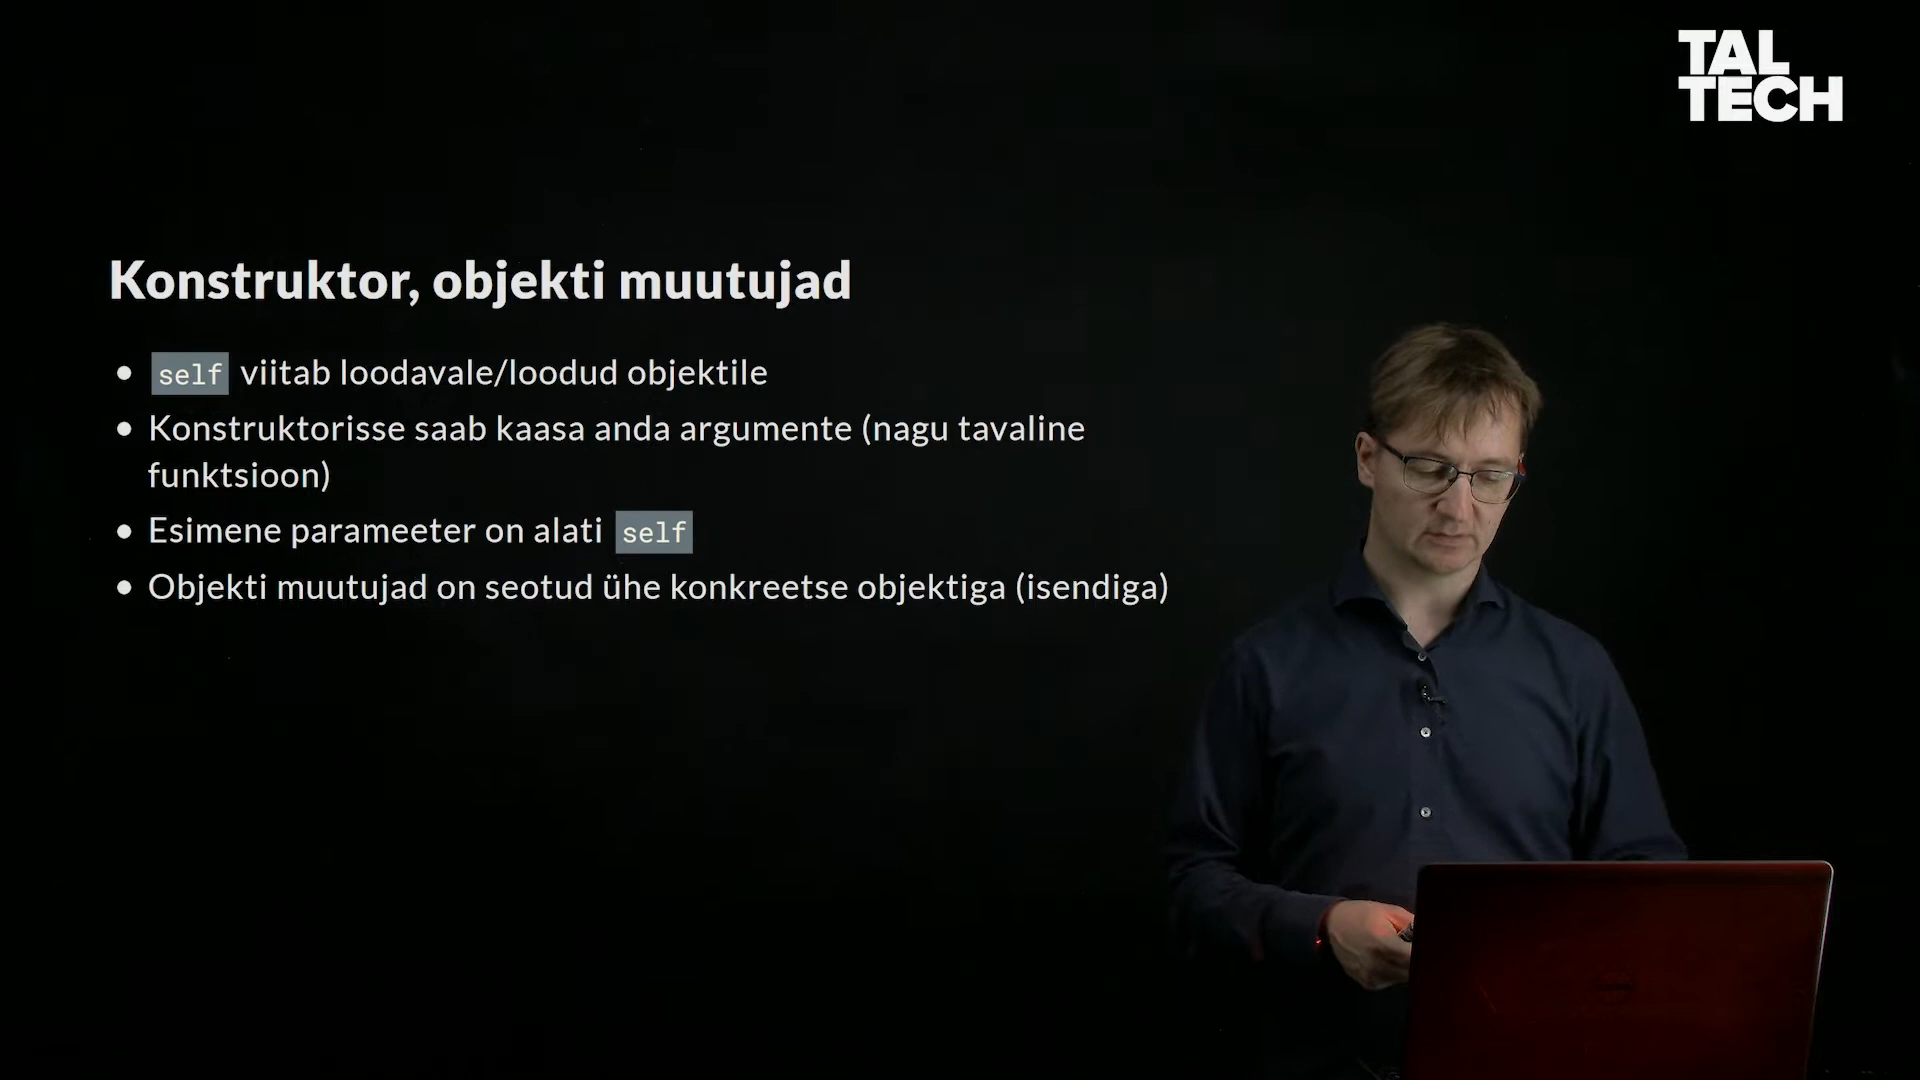 TAL
TECH
Konstruktor, objekti muutujad
self viitab loodavale/loodud objektile
Konstruktorisse saab kaasa anda argumente (nagu tavaline
funktsioon)
Esimene parameeter on alati self
Objekti muutujad on seotud ühe konkreetse objektiga (isendiga)